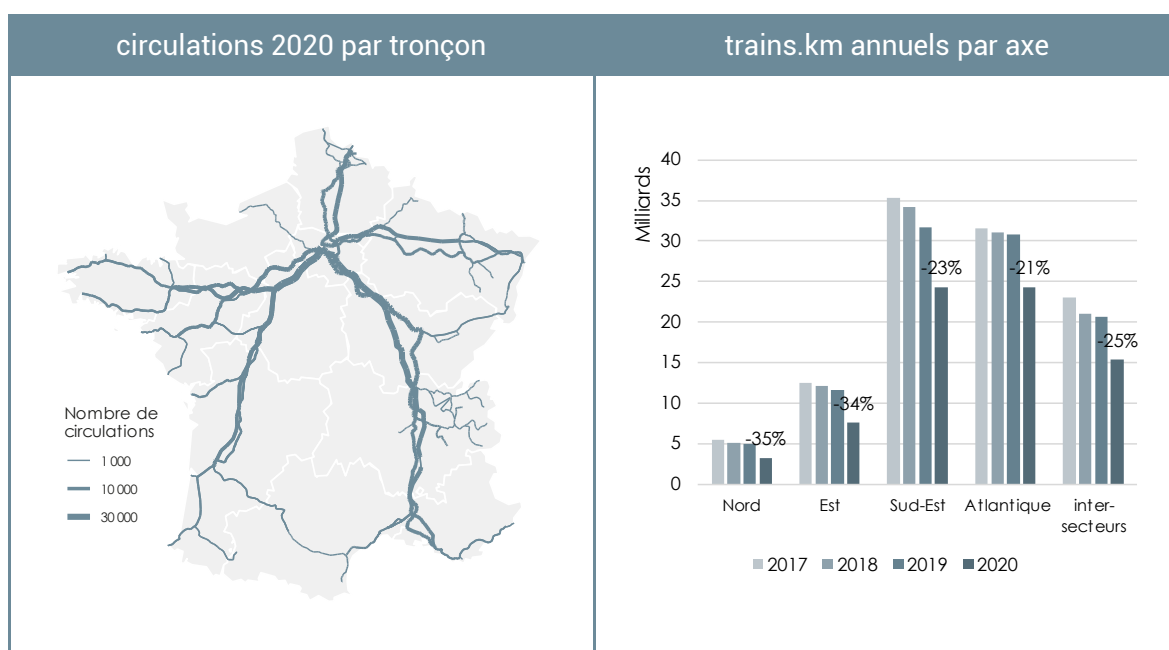 circulations 2020 par tronçon
Nombre de
circulations
1 000
10 000
30 000
trains.km annuels par axe
Milliards
40
35
30
25
20
15
10
5
0
-35%
-34%
-23%
-21%
-25%
Nord
Est
Sud-Est
Atlantique
inter-
secteurs
2017
2018
2019
2020